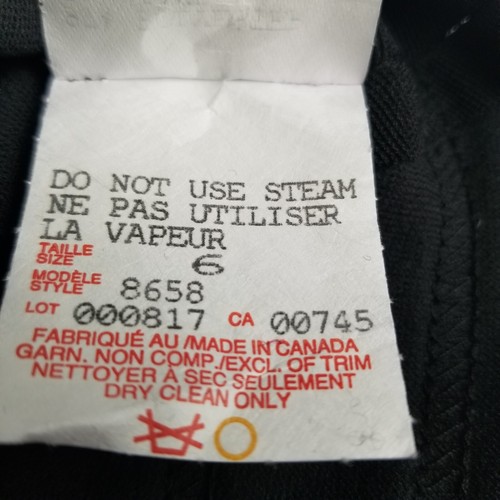 DO NOT USE STEAM
NE PAS UTILISER
LA VAPEUR
TAILLE
SIZE 6
MODÈLE
STYLE 8658
LOT 000817 CA 00745
FABRIQUÉ AU /MADE IN CANADA
GARN. NON COMP./EXCL. OF TRIM
NETTOYER À SEC SEULEMENT
DRY CLEAN ONLY